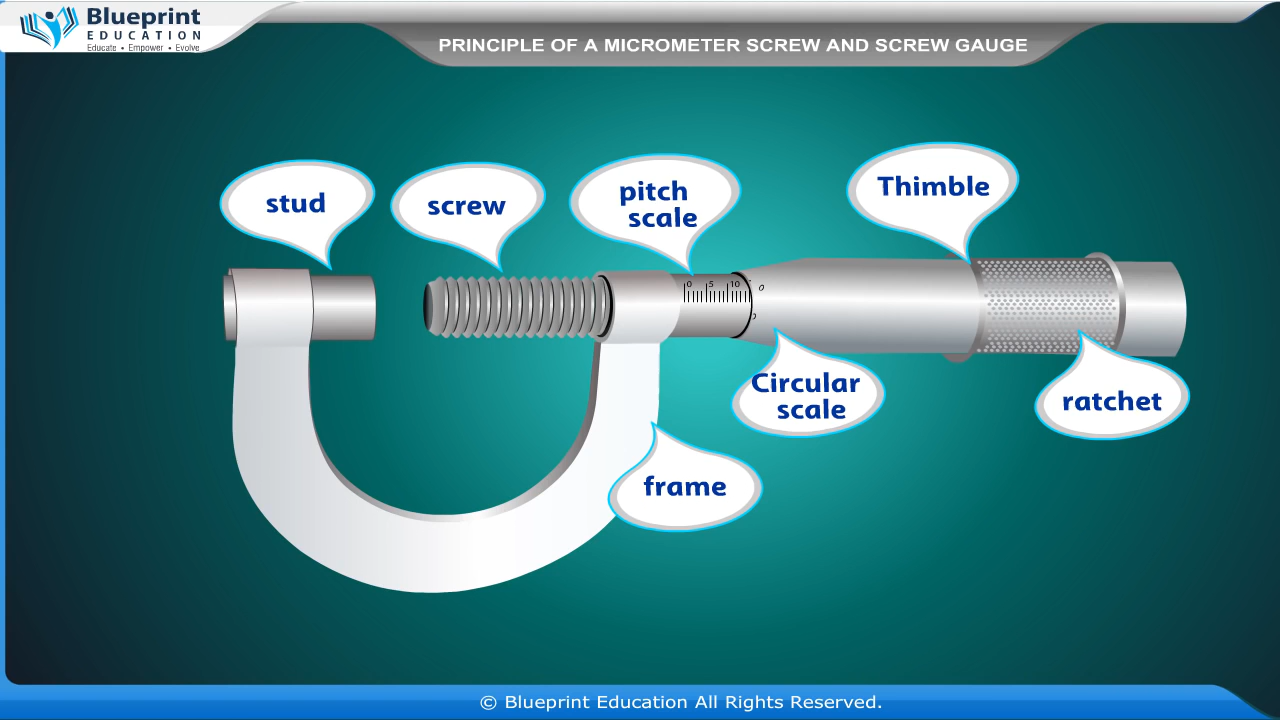 Blueprint
EDUCATION
Educate • Empower • Evolve
PRINCIPLE OF A MICROMETER SCREW AND SCREW GAUGE
stud
screw
pitch
scale
Thimble
0 5 10
0
Circular
scale
ratchet
frame
© Blueprint Education All Rights Reserved.